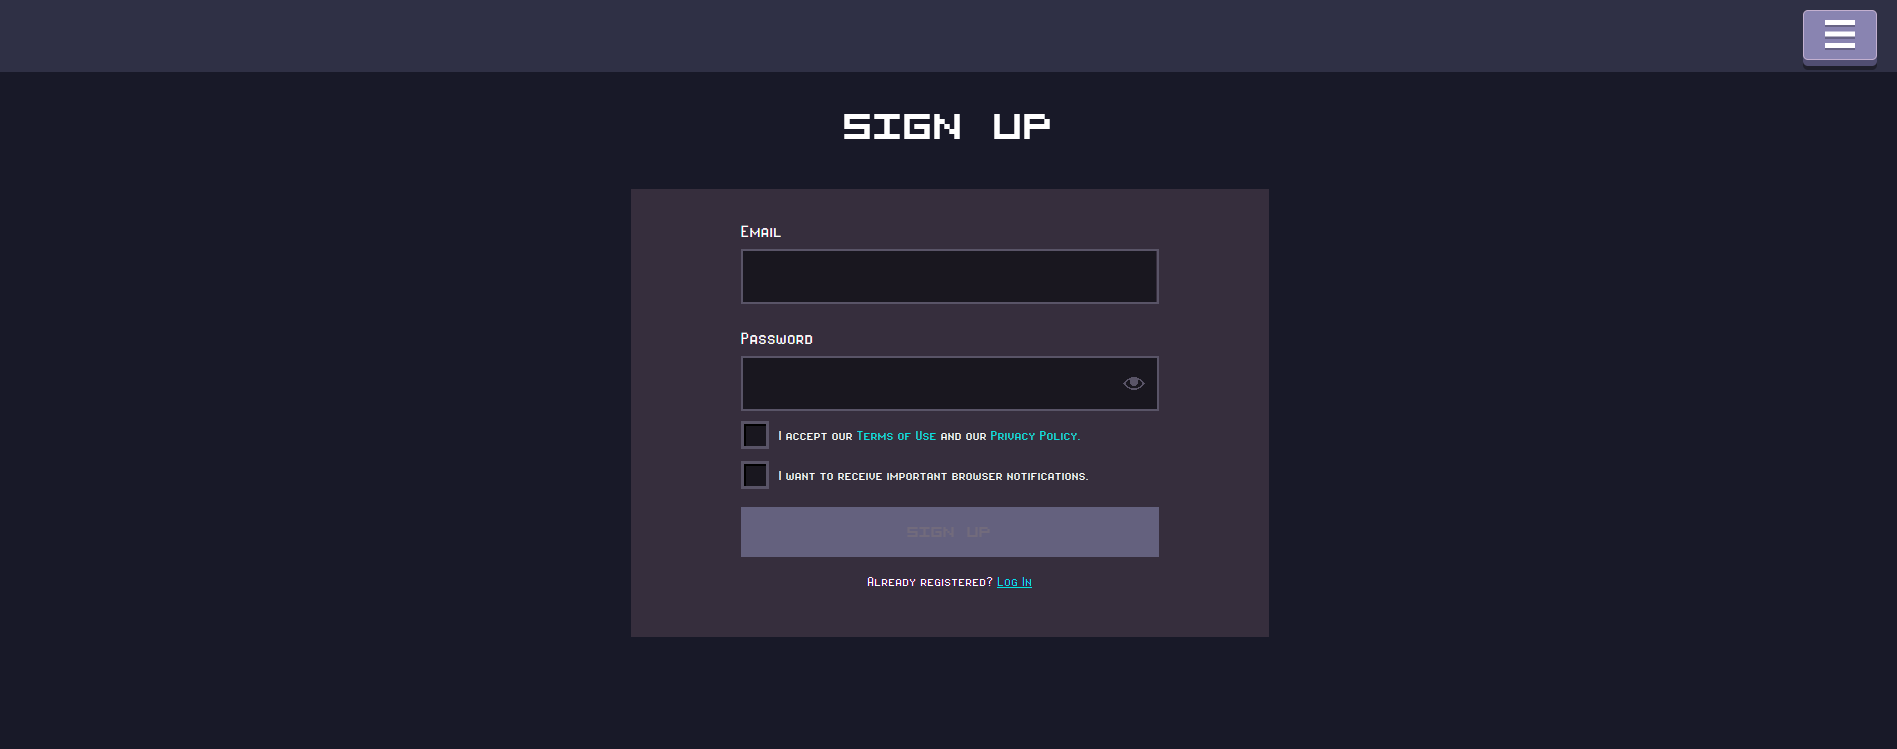 SIGN UP
Email
Password
I accept our Terms of Use and our Privacy Policy.
I want to receive important browser notifications.
SIGN UP
Already registered? Log In